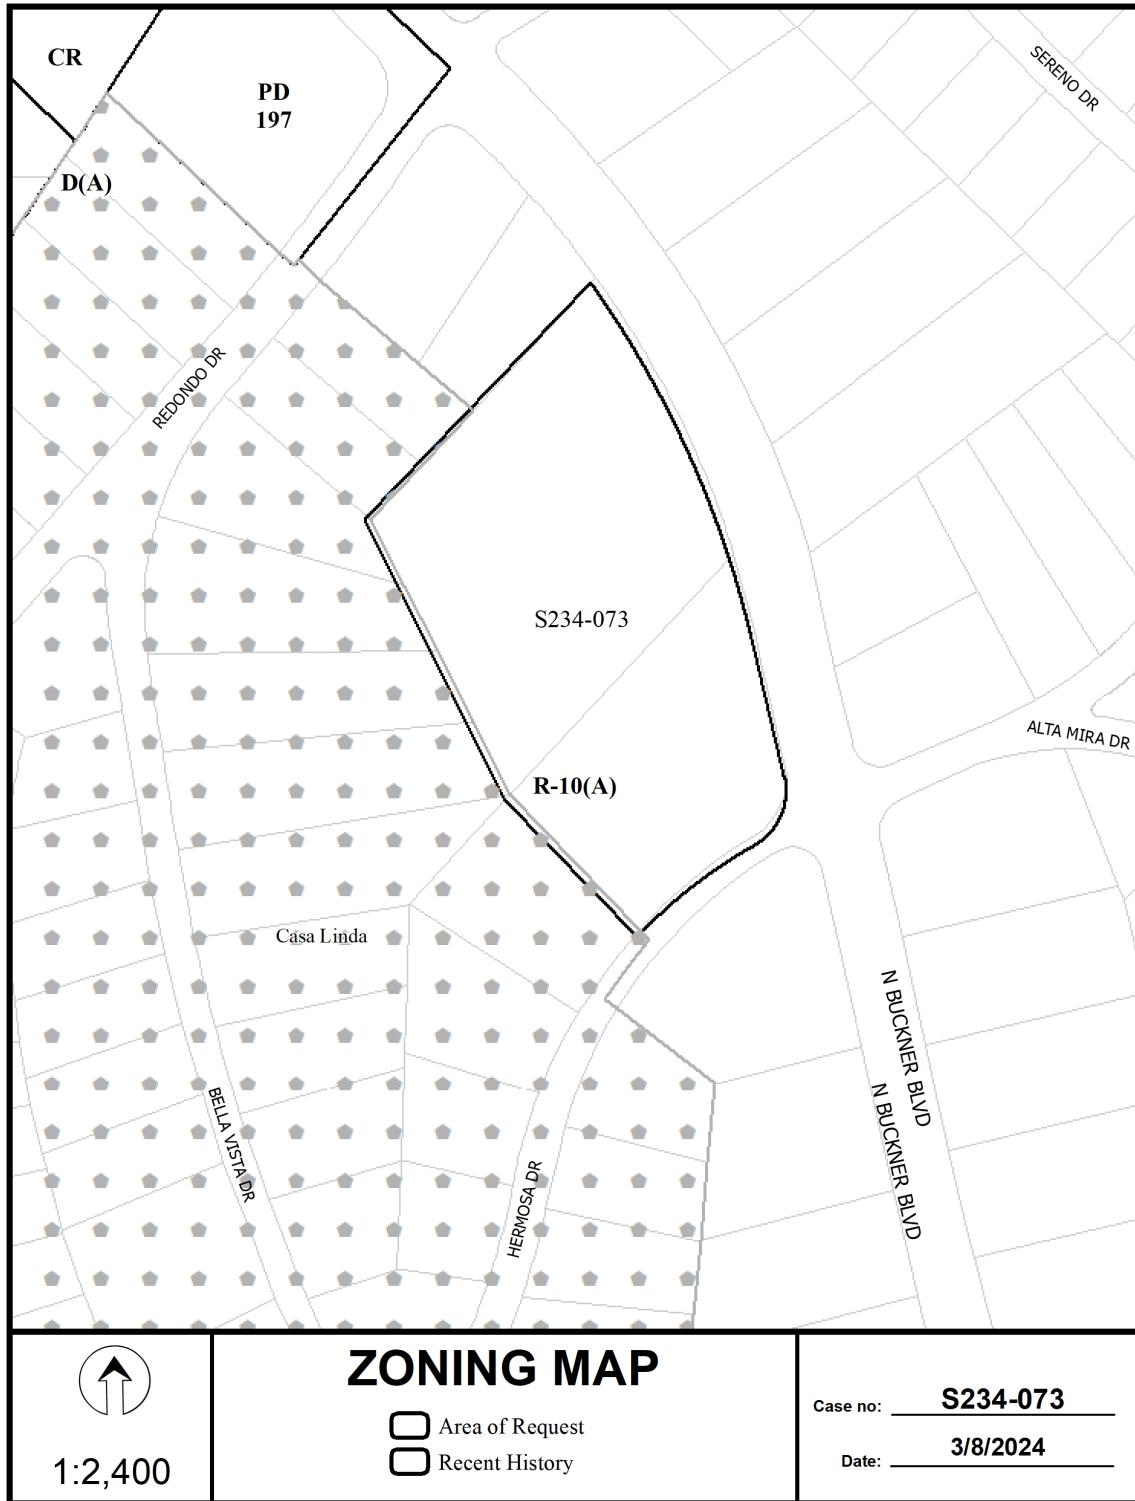 CR
PD
197
SERENO DR
D(A)
REDONDO DR
S234-073
ALTA MIRA DR
R-10(A)
Casa Linda
N BUCKNER BLVD
N BUCKNER BLVD
BELLA VISTA DR
HERMOSA DR
1:2,400
ZONING MAP
Area of Request
Recent History
Case no: S234-073
Date: 3/8/2024